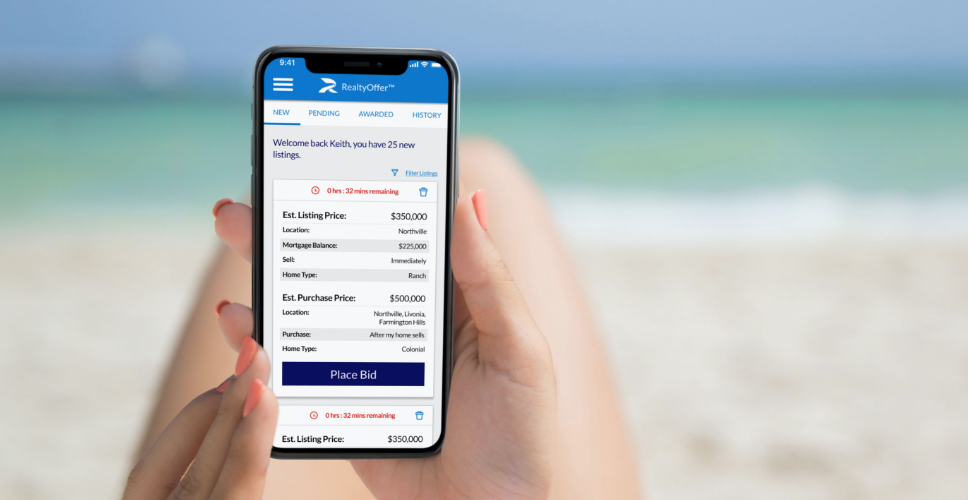 9:41
RealtyOffer™
NEW PENDING AWARDED HISTORY
Welcome back Keith, you have 25 new
listings.
Filter Listings
0 hrs : 32 mins remaining
Est. Listing Price: $350,000
Location: Northville
Mortgage Balance: $225,000
Sell: Immediately
Home Type: Ranch
Est. Purchase Price: $500,000
Location: Northville, Livonia,
Farmington Hills
Purchase: After my home sells
Home Type: Colonial
Place Bid
0 hrs : 32 mins remaining
Est. Listing Price: $350,000